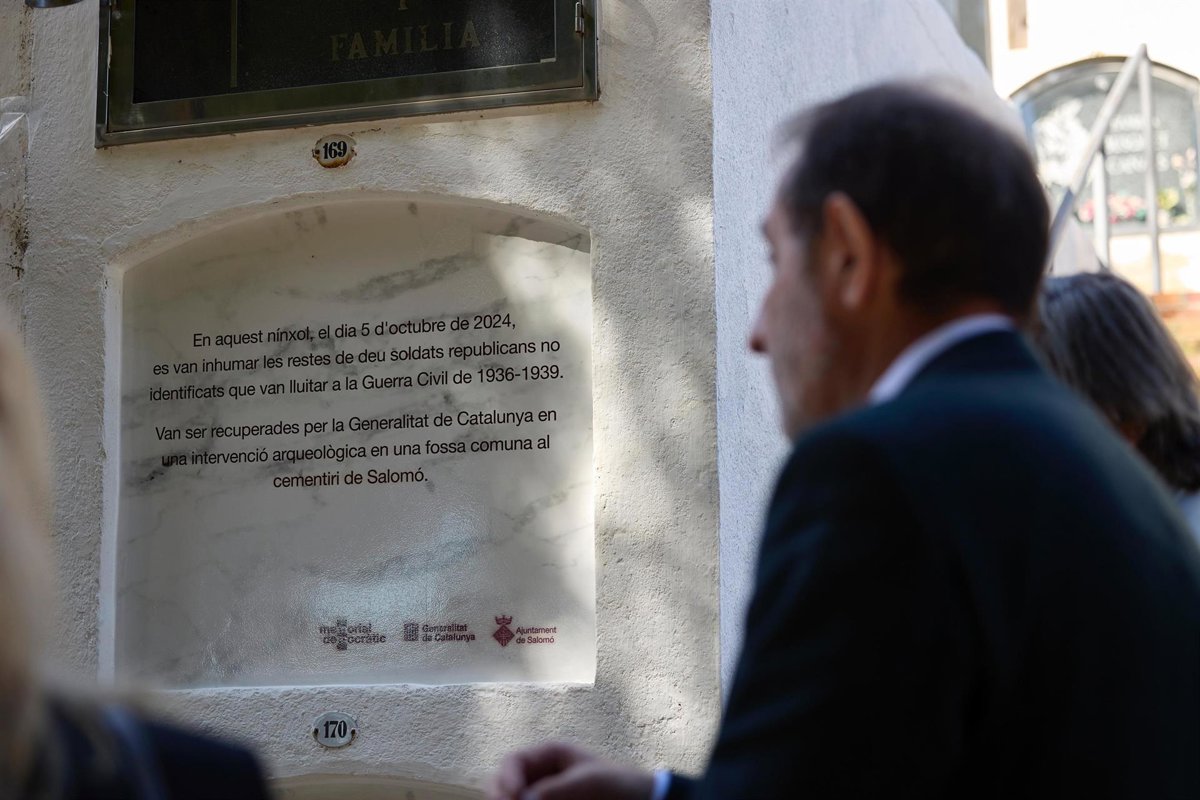 FAMILIA
169
En aquest nínxol, el dia 5 d'octubre de 2024,
es van inhumar les restes de deu soldats republicans no
identificats que van lluitar a la Guerra Civil de 1936-1939.
Van ser recuperades per la Generalitat de Catalunya en
una intervenció arqueològica en una fossa comuna al
cementiri de Salomó.
memorial
democràtic
Generalitat
de Catalunya
Ajuntament
de Salomó
170